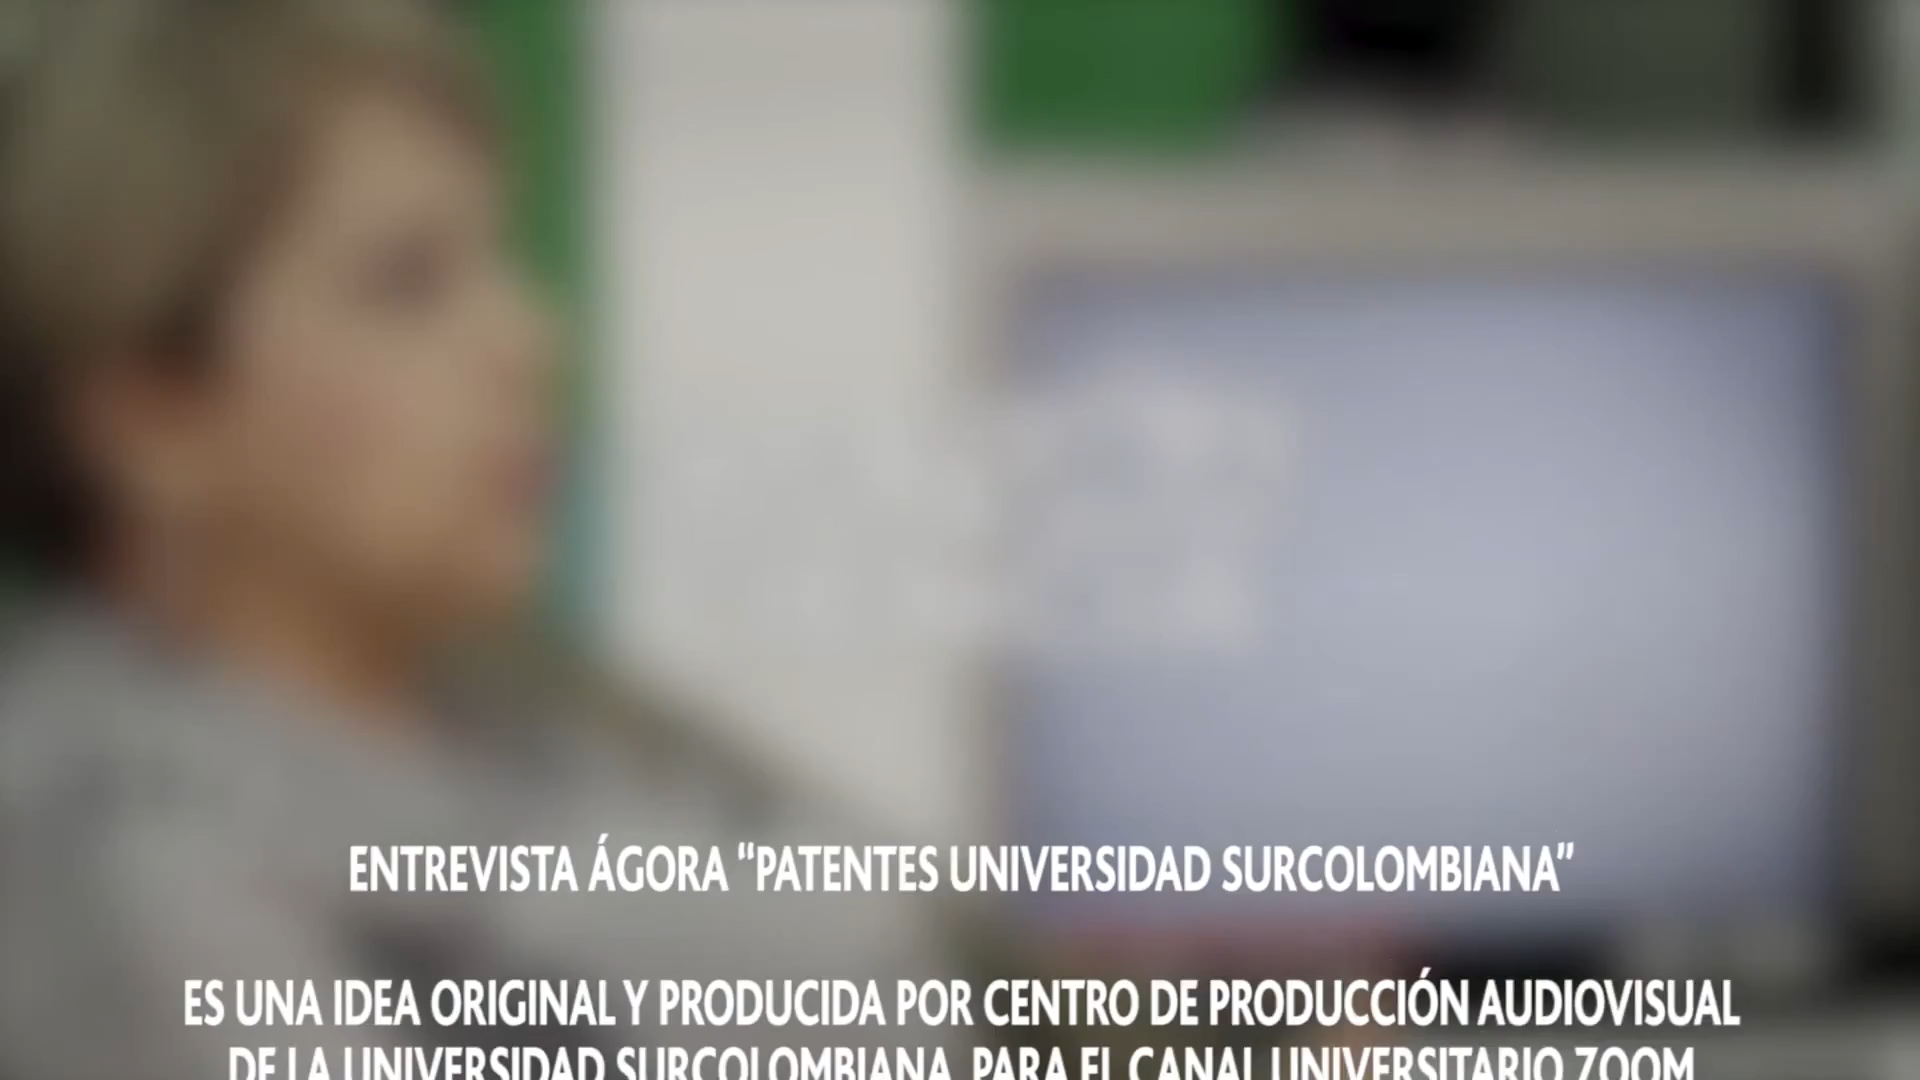 ENTREVISTA ÁGORA “PATENTES UNIVERSIDAD SURCOLOMBIANA”
ES UNA IDEA ORIGINAL Y PRODUCIDA POR CENTRO DE PRODUCCIÓN AUDIOVISUAL
DE LA UNIVERSIDAD SURCOLOMBIANA, PARA EL CANAL UNIVERSITARIO ZOOM